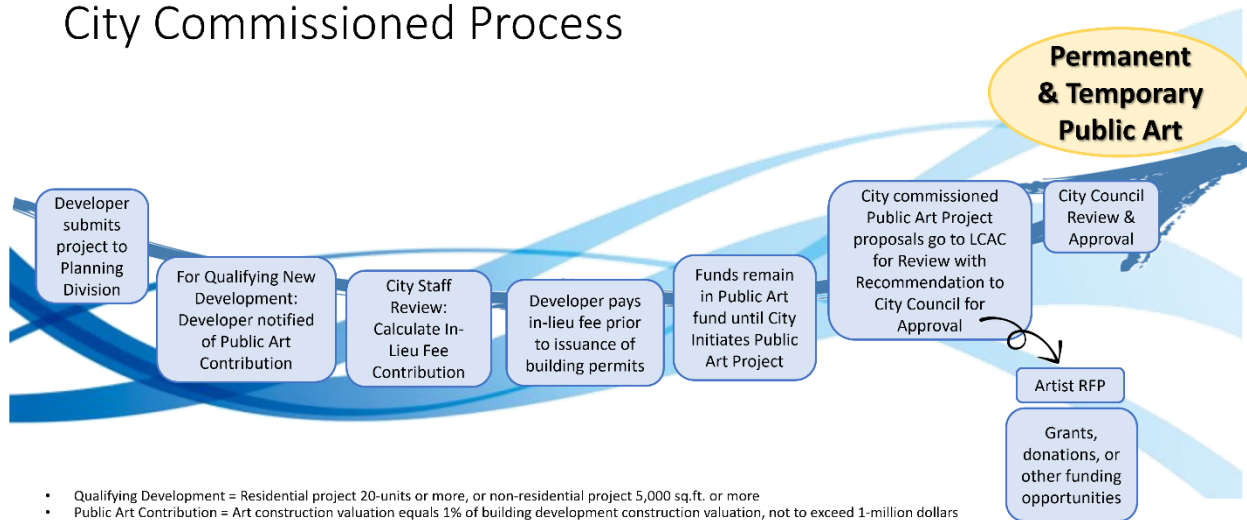 City Commissioned Process
Permanent
& Temporary
Public Art
Developer
submits
project to
Planning
Division
For Qualifying New
Development:
Developer notified
of Public Art
Contribution
City Staff
Review:
Calculate In-
Lieu Fee
Contribution
Developer pays
in-lieu fee prior
to issuance of
building permits
Funds remain
in Public Art
fund until City
Initiates Public
Art Project
City commissioned
Public Art Project
proposals go to LCAC
for Review with
Recommendation to
City Council for
Approval
City Council
Review &
Approval
Artist RFP
Grants,
donations, or
other funding
opportunities
• Qualifying Development = Residential project 20-units or more, or non-residential project 5,000 sq.ft. or more
• Public Art Contribution = Art construction valuation equals 1% of building development construction valuation, not to exceed 1-million dollars